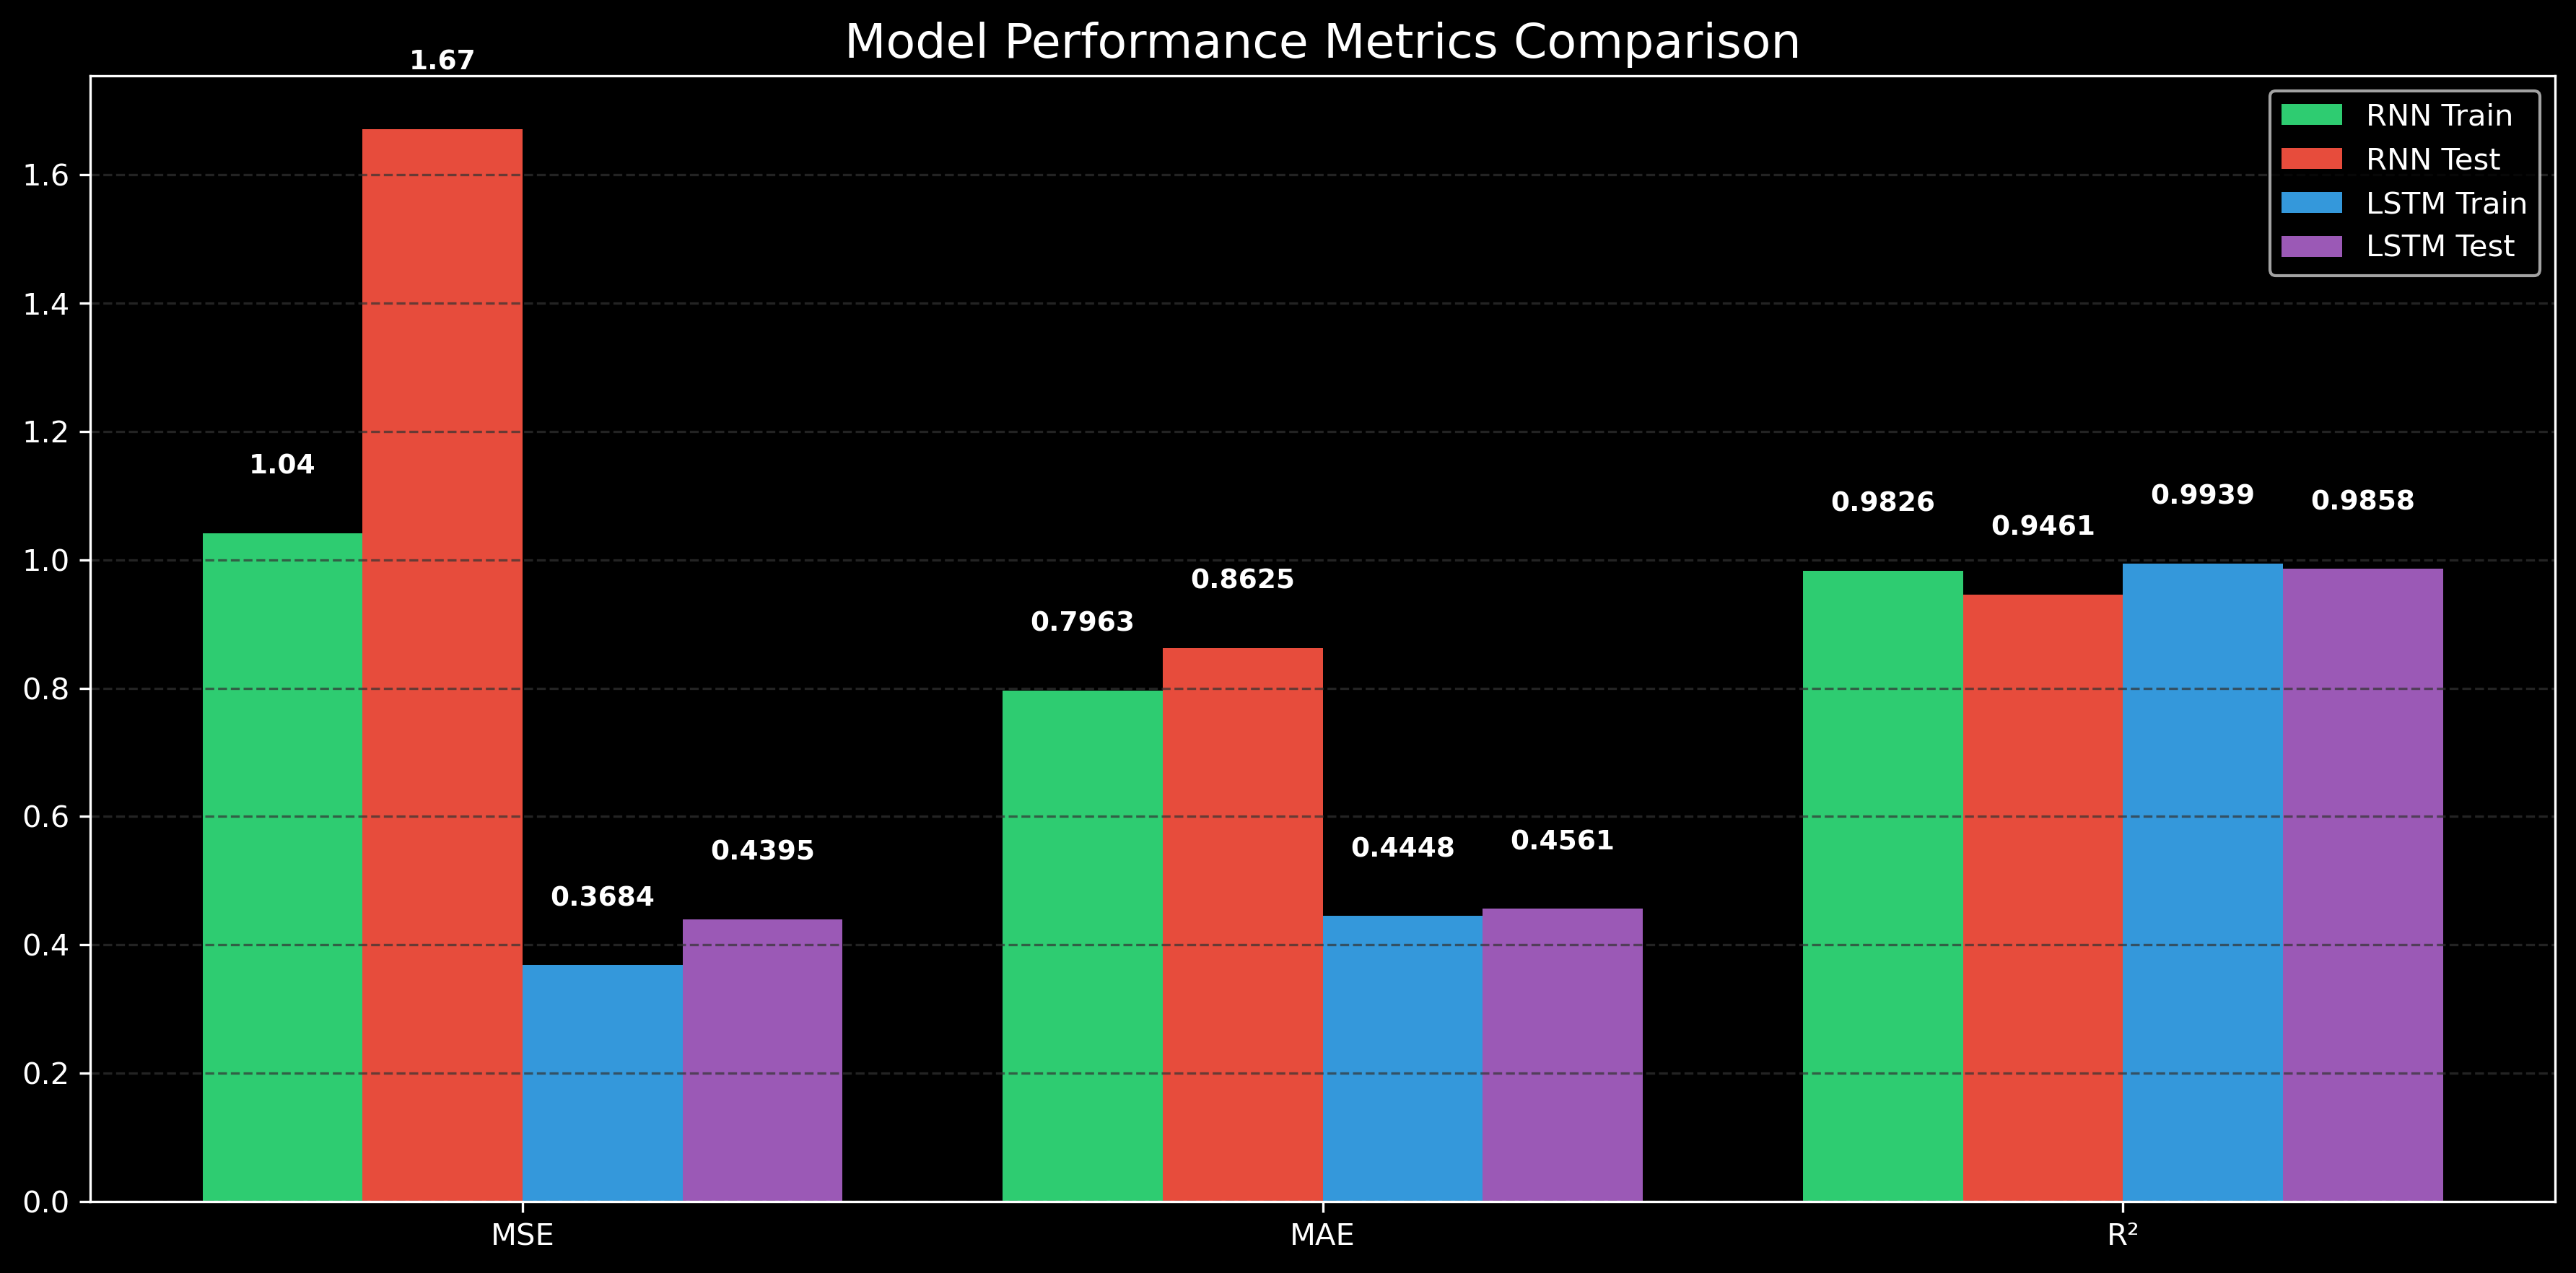 Model Performance Metrics Comparison
1.67
1.04
0.3684
0.4395
0.7963
0.8625
0.4448
0.4561
0.9826
0.9461
0.9939
0.9858
RNN Train
RNN Test
LSTM Train
LSTM Test
1.6
1.4
1.2
1.0
0.8
0.6
0.4
0.2
0.0
MSE
MAE
R²